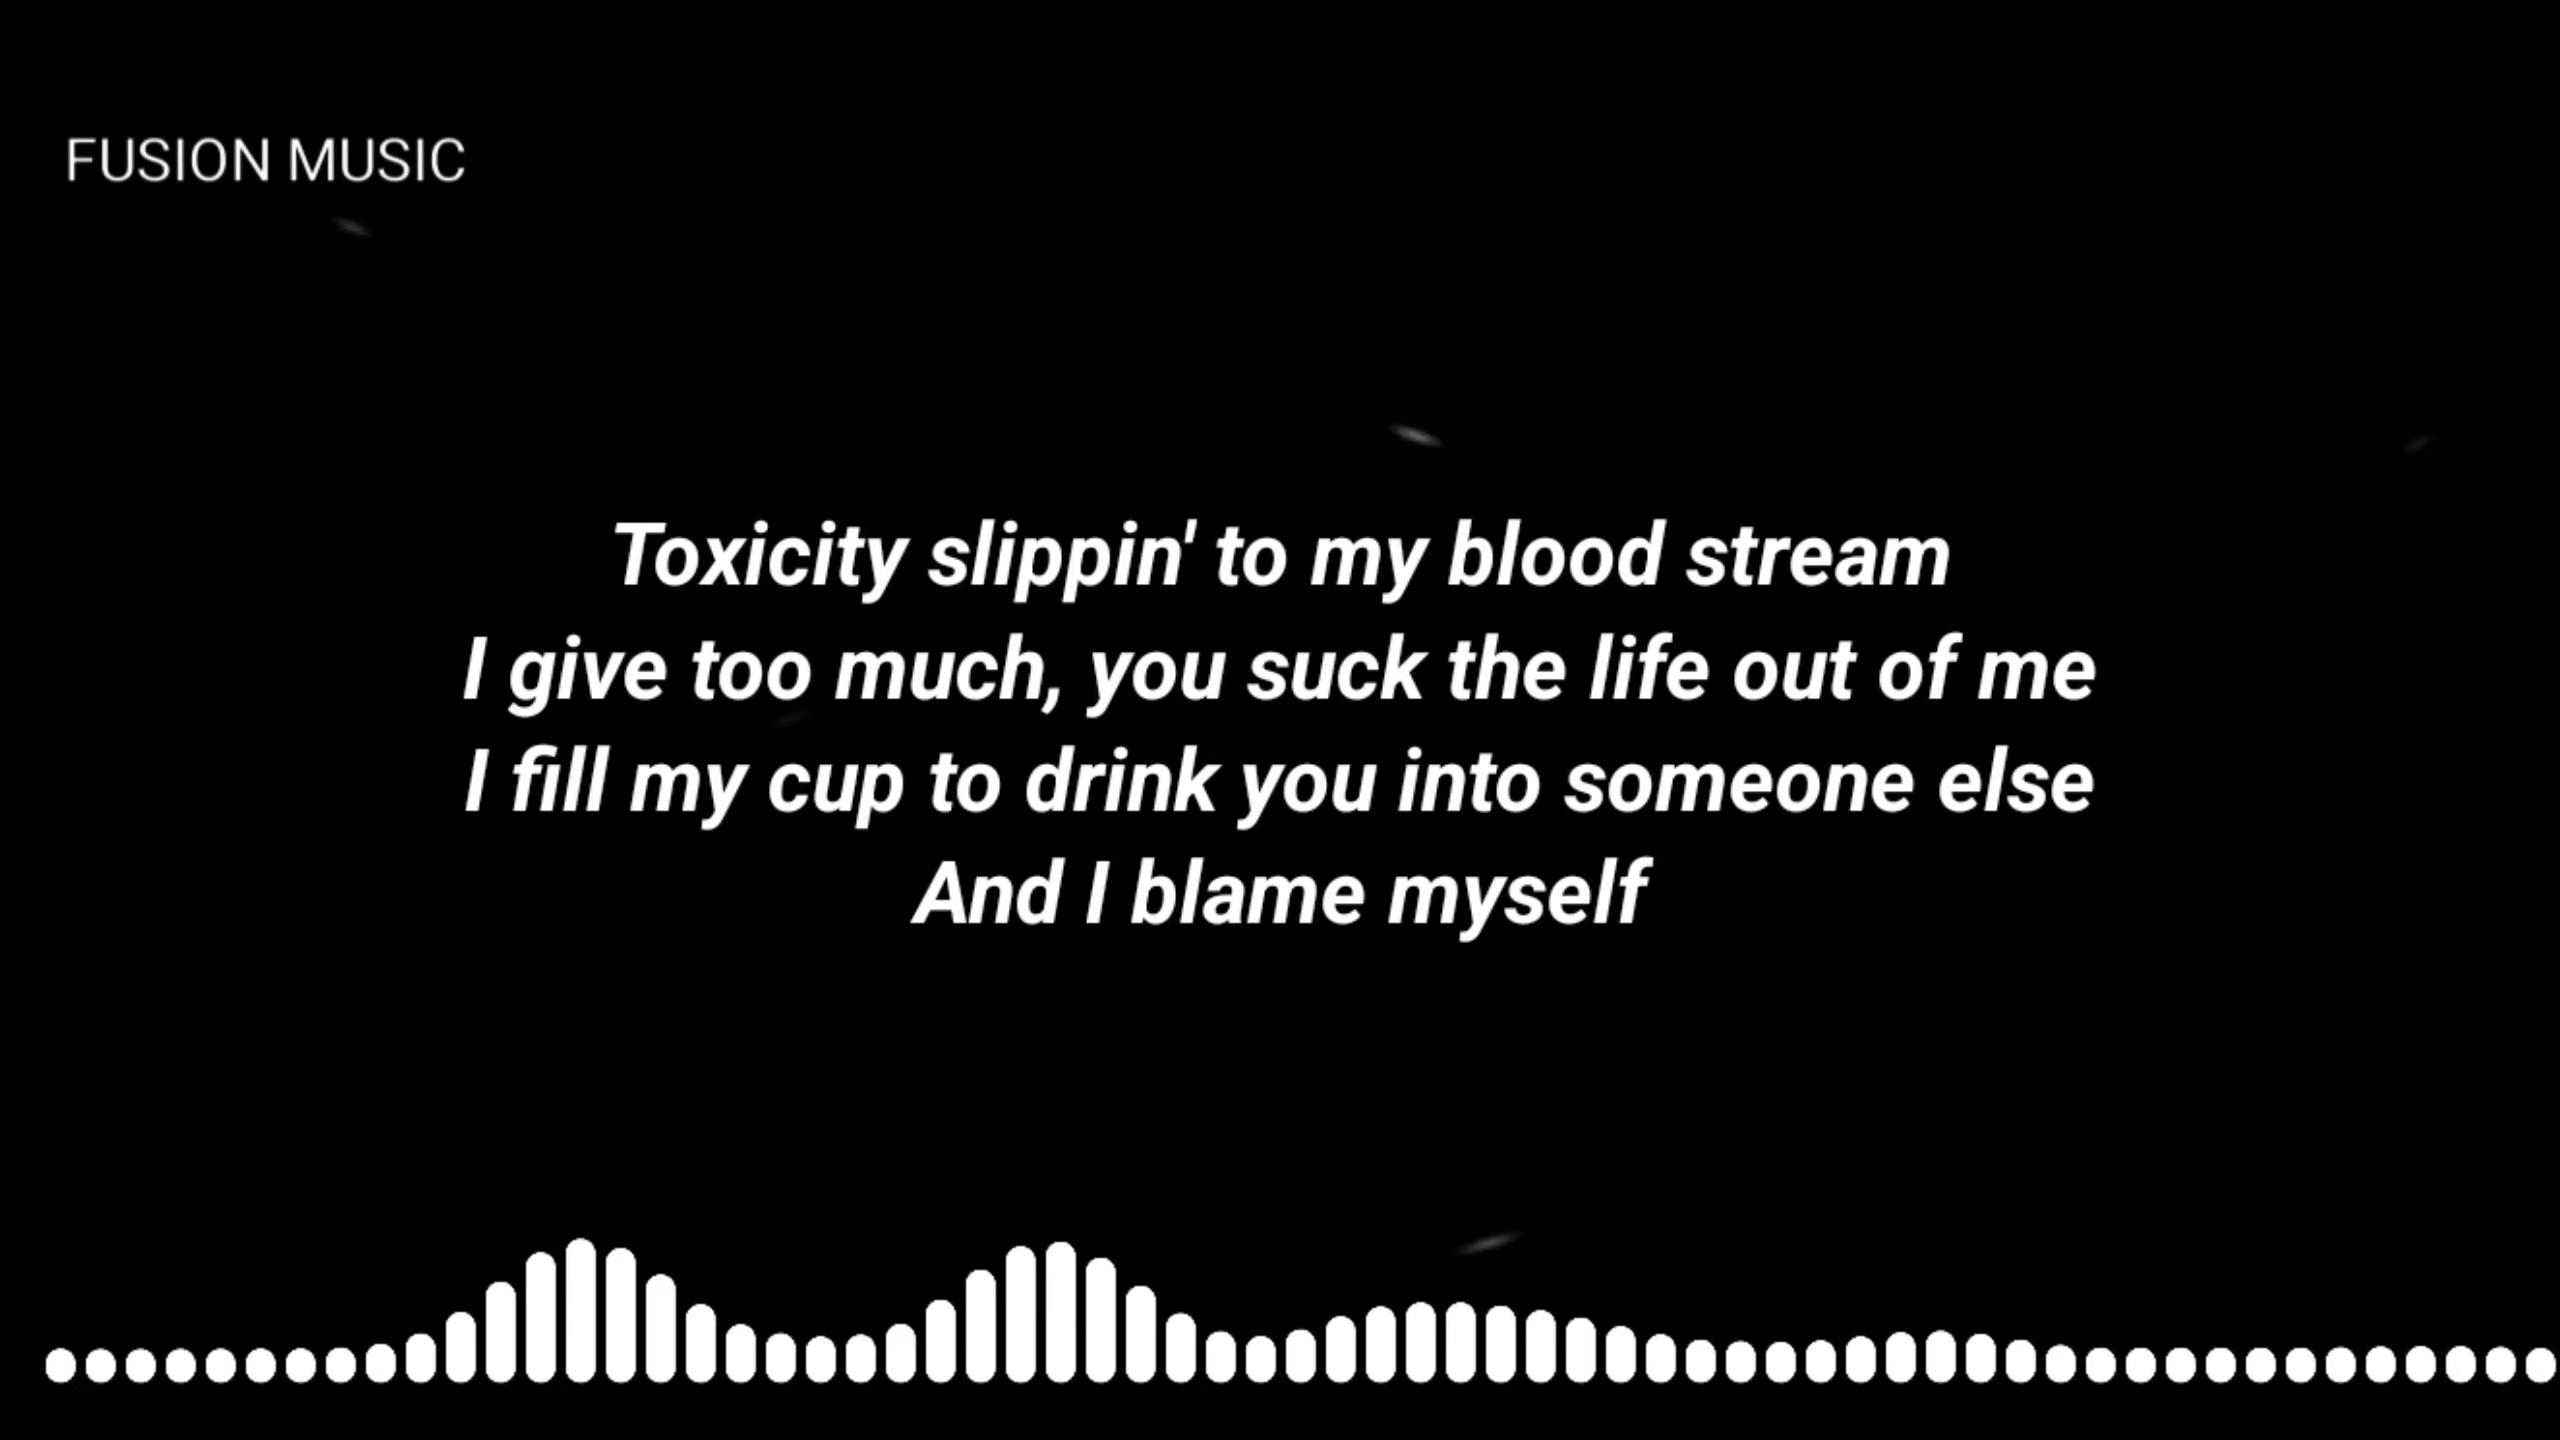 FUSION MUSIC
Toxicity slippin' to my blood stream
I give too much, you suck the life out of me
I fill my cup to drink you into someone else
And I blame myself